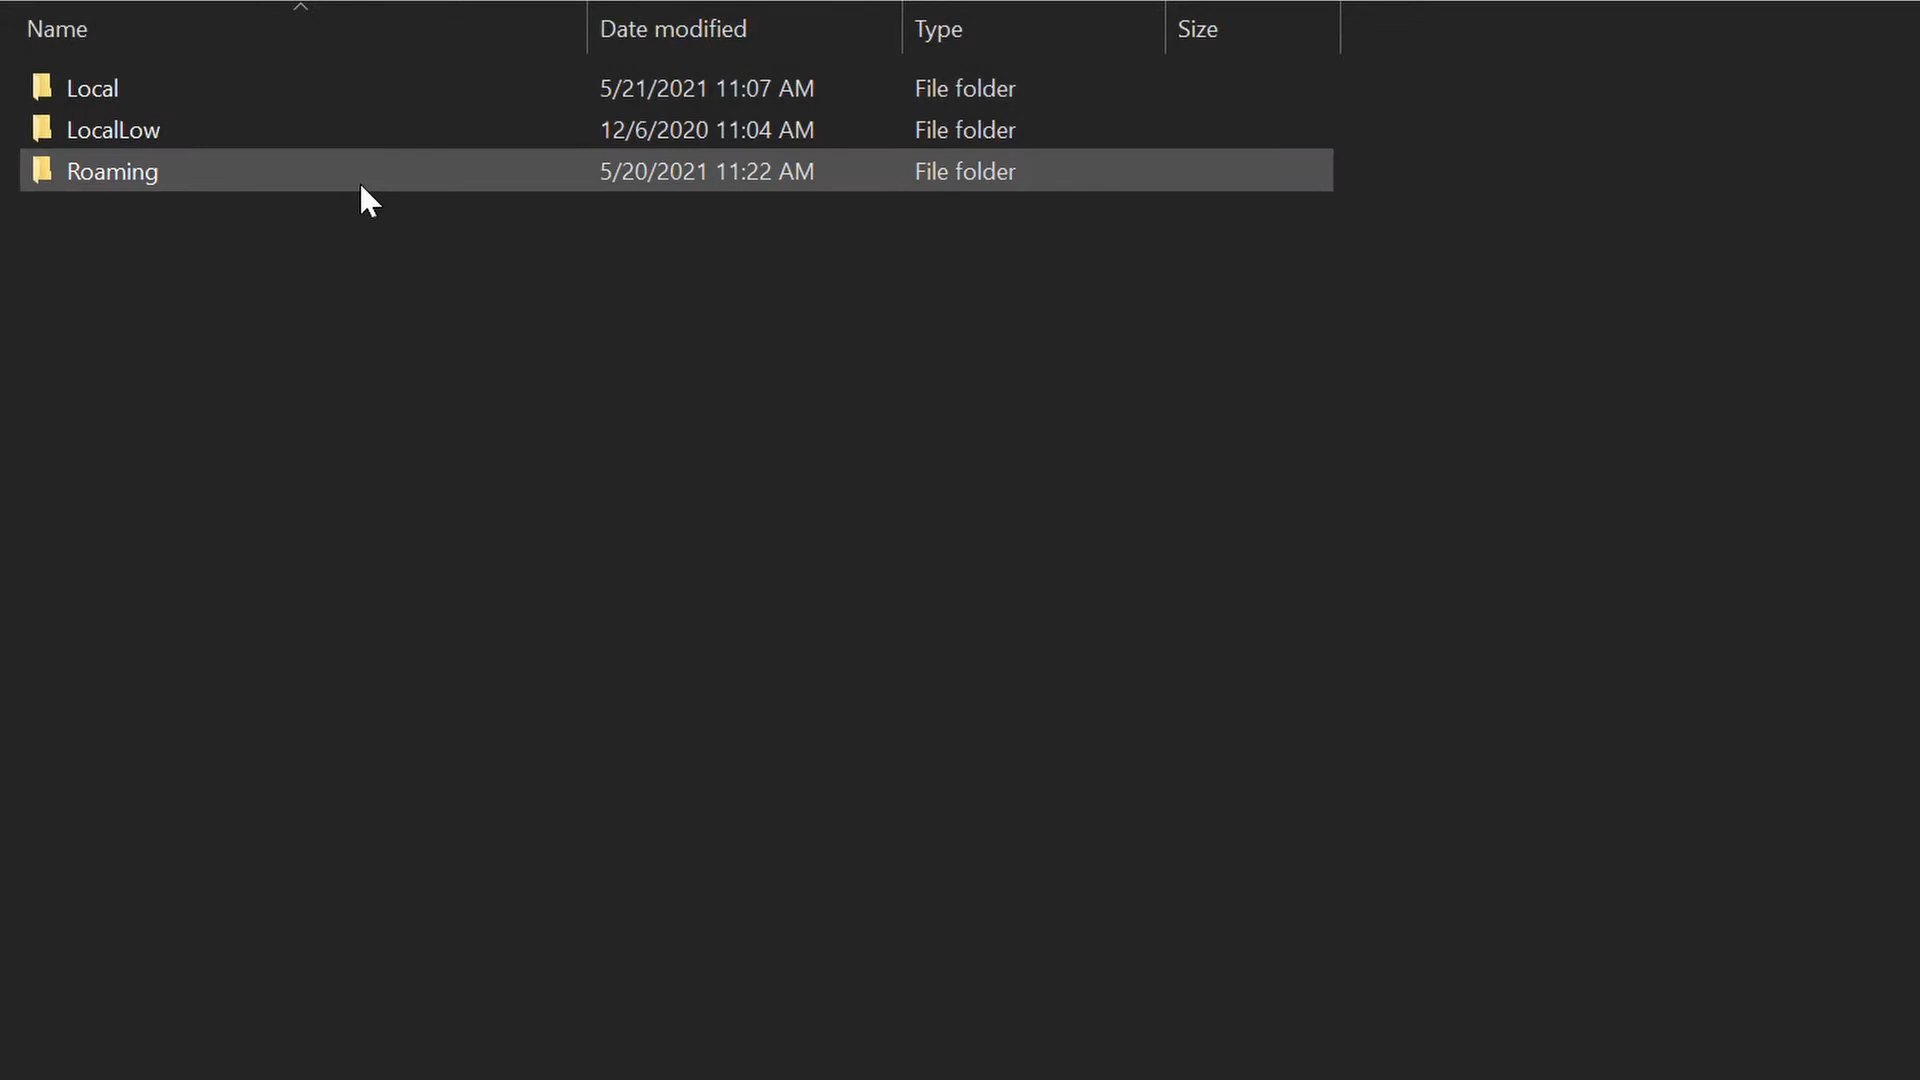 Name Date modified Type Size
Local 5/21/2021 11:07 AM File folder
LocalLow 12/6/2020 11:04 AM File folder
Roaming 5/20/2021 11:22 AM File folder